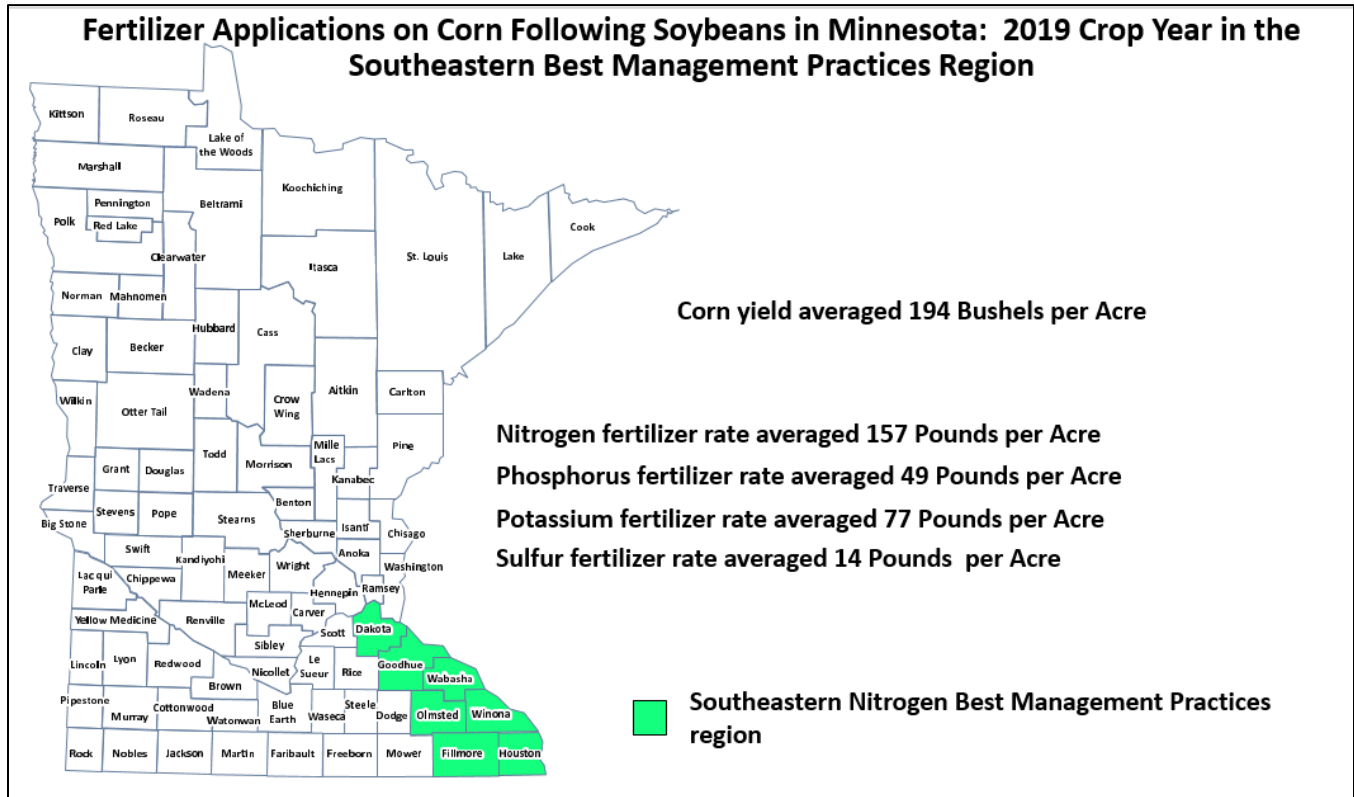 Fertilizer Applications on Corn Following Soybeans in Minnesota: 2019 Crop Year in the
Southeastern Best Management Practices Region
Kittson
Roseau
Lake of
the Woods
Marshall
Koochiching
Pennington
Beltrami
Polk
Red Lake
Cook
Clearwater
St. Louis
Lake
Itasca
Norman
Mahnomen
Corn yield averaged 194 Bushels per Acre
Hubbard
Cass
Clay
Becker
Wadena
Aitkin
Carlton
Wilkin
Crow
Wing
Otter Tail
Nitrogen fertilizer rate averaged 157 Pounds per Acre
Mille
Lacs
Pine
Todd
Morrison
Grant
Douglas
Phosphorus fertilizer rate averaged 49 Pounds per Acre
Kanabec
Traverse
Benton
Stevens
Pope
Stearns
Potassium fertilizer rate averaged 77 Pounds per Acre
Big Stone
Isanti
Sherburne
Chisago
Swift
Anoka
Kandiyohi
Sulfur fertilizer rate averaged 14 Pounds per Acre
Wright
Washington
Meeker
Lac qui
Parle
Chippewa
Hennepin
Ramsey
McLeod
Carver
Yellow Medicine
Renville
Scott
Dakota
Sibley
Lincoln
Lyon
Redwood
Le
Sueur
Rice
Goodhue
Nicollet
Wabasha
Brown
Pipestone
Murray
Cottonwood
Watonwan
Blue
Earth
Waseca
Steele
Dodge
Olmsted
Winona
Southeastern Nitrogen Best Management Practices
region
Rock
Nobles
Jackson
Martin
Faribault
Freeborn
Mower
Fillmore
Houston